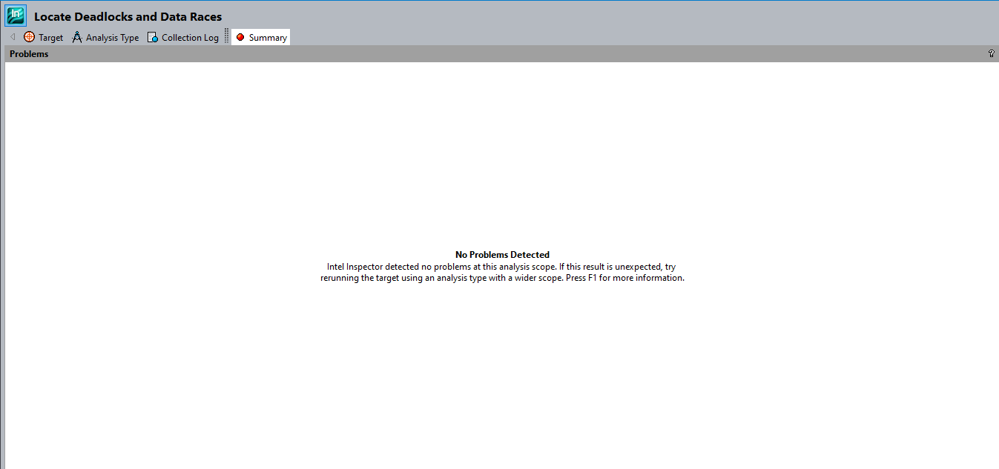 In
Locate Deadlocks and Data Races
Target Analysis Type Collection Log Summary
Problems ?
No Problems Detected
Intel Inspector detected no problems at this analysis scope. If this result is unexpected, try
rerunning the target using an analysis type with a wider scope. Press F1 for more information.